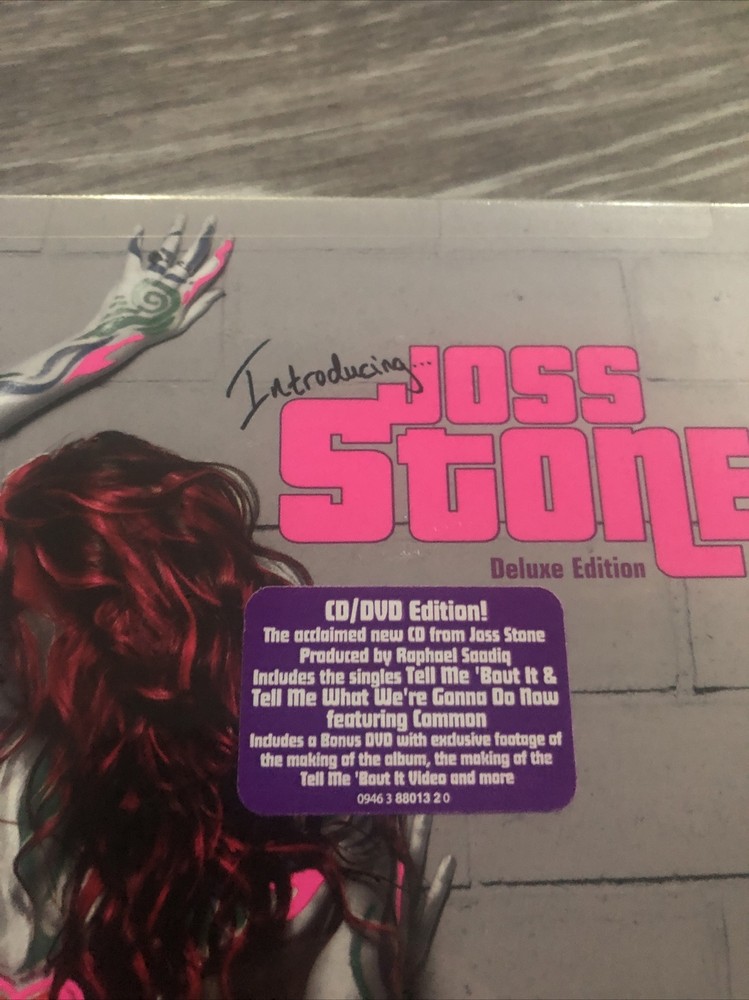 Introducing...
JOSS
STONE
Deluxe Edition
CD/DVD Edition!
The acclaimed new CD from Joss Stone
Produced by Raphael Saadiq
Includes the singles Tell Me 'Bout It &
Tell Me What We're Gonna Do Now
featuring Common
Includes a Bonus DVD with exclusive footage of
the making of the album, the making of the
Tell Me 'Bout It Video and more
0946 3 88013 2 0